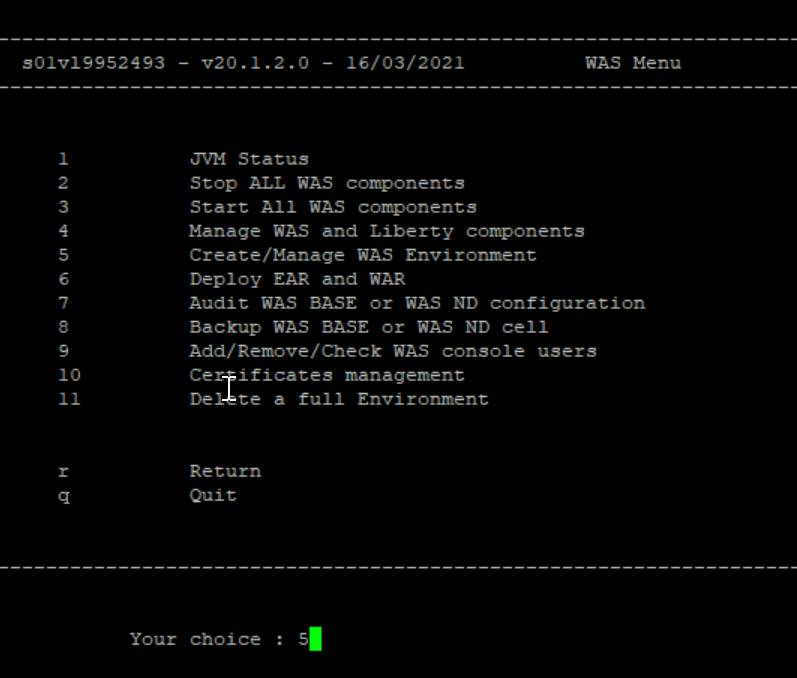 s01vl9952493 - v20.1.2.0 - 16/03/2021 WAS Menu
1 JVM Status
2 Stop ALL WAS components
3 Start All WAS components
4 Manage WAS and Liberty components
5 Create/Manage WAS Environment
6 Deploy EAR and WAR
7 Audit WAS BASE or WAS ND configuration
8 Backup WAS BASE or WAS ND cell
9 Add/Remove/Check WAS console users
10 Certificates management
11 Delete a full Environment
r Return
q Quit
Your choice : 5